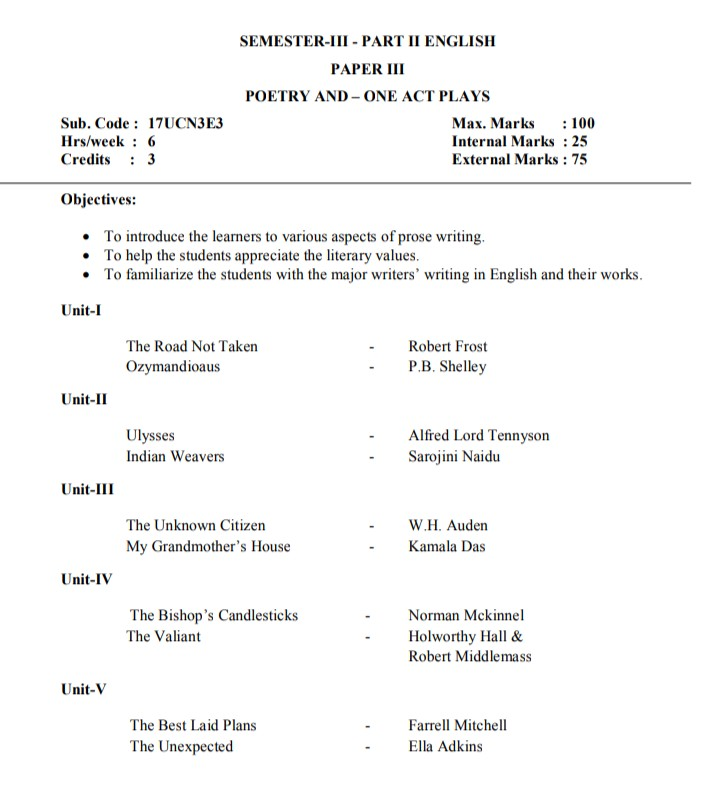 SEMESTER-III - PART II ENGLISH
PAPER III
POETRY AND – ONE ACT PLAYS
Sub. Code : 17UCN3E3 Max. Marks : 100
Hrs/week : 6 Internal Marks : 25
Credits : 3 External Marks : 75
Objectives:
• To introduce the learners to various aspects of prose writing.
• To help the students appreciate the literary values.
• To familiarize the students with the major writers' writing in English and their works.
Unit-I
The Road Not Taken - Robert Frost
Ozymandioaus - P.B. Shelley
Unit-II
Ulysses - Alfred Lord Tennyson
Indian Weavers - Sarojini Naidu
Unit-III
The Unknown Citizen - W.H. Auden
My Grandmother's House - Kamala Das
Unit-IV
The Bishop's Candlesticks - Norman Mckinnel
The Valiant - Holworthy Hall &
Robert Middlemass
Unit-V
The Best Laid Plans - Farrell Mitchell
The Unexpected - Ella Adkins